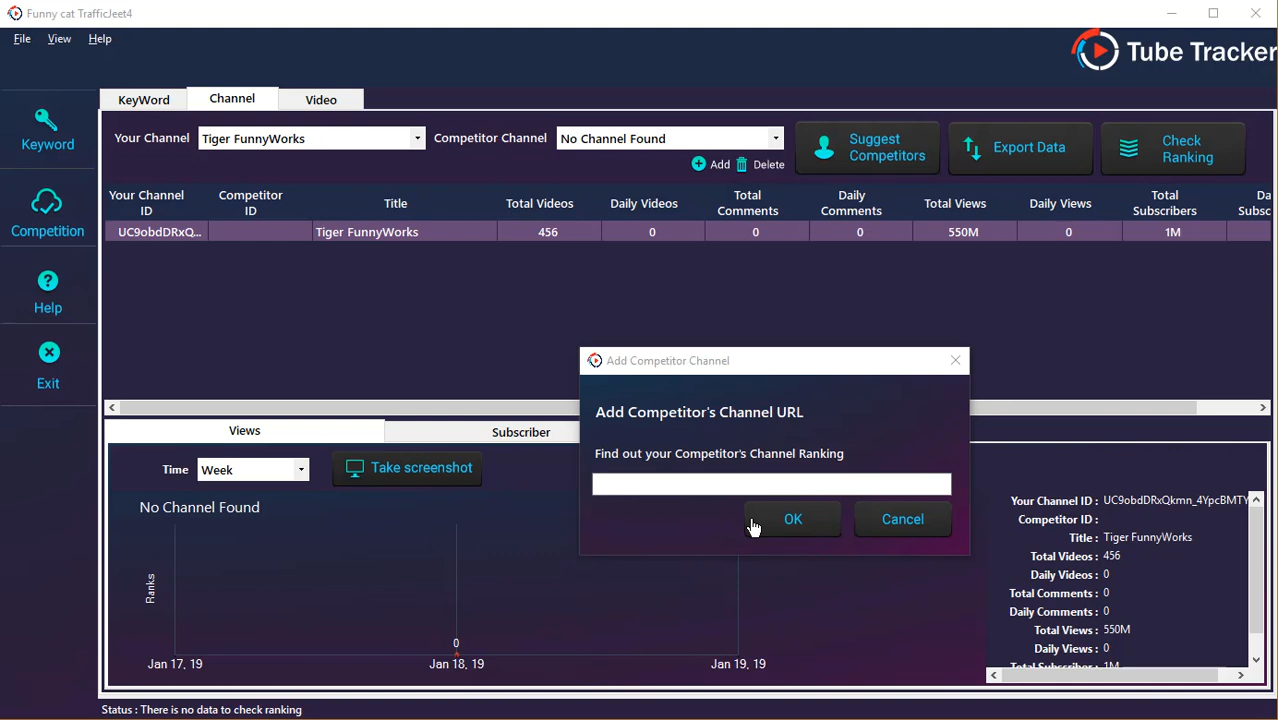 Funny cat TrafficJeet4
File View Help
Tube Tracker
KeyWord Channel Video
Keyword
Competition
Help
Exit
Your Channel Tiger FunnyWorks Competitor Channel No Channel Found
Add Delete
Suggest Competitors
Export Data
Check Ranking
Your Channel ID Competitor ID Title Total Videos Daily Videos Total Comments Daily Comments Total Views Daily Views Total Subscribers Da Subsc
UC9obdDRxQ... Tiger FunnyWorks 456 0 0 0 550M 0 1M
Add Competitor Channel
Add Competitor's Channel URL
Find out your Competitor's Channel Ranking
OK Cancel
Views Subscriber
Time Week Take screenshot
No Channel Found
Ranks
0
Jan 17, 19 Jan 18, 19 Jan 19, 19
Your Channel ID : UC9obdDRxQkmn_4YpcBMTY
Competitor ID :
Title : Tiger FunnyWorks
Total Videos : 456
Daily Videos : 0
Total Comments : 0
Daily Comments : 0
Total Views : 550M
Daily Views : 0
Total Subscriber : 1M
Status : There is no data to check ranking